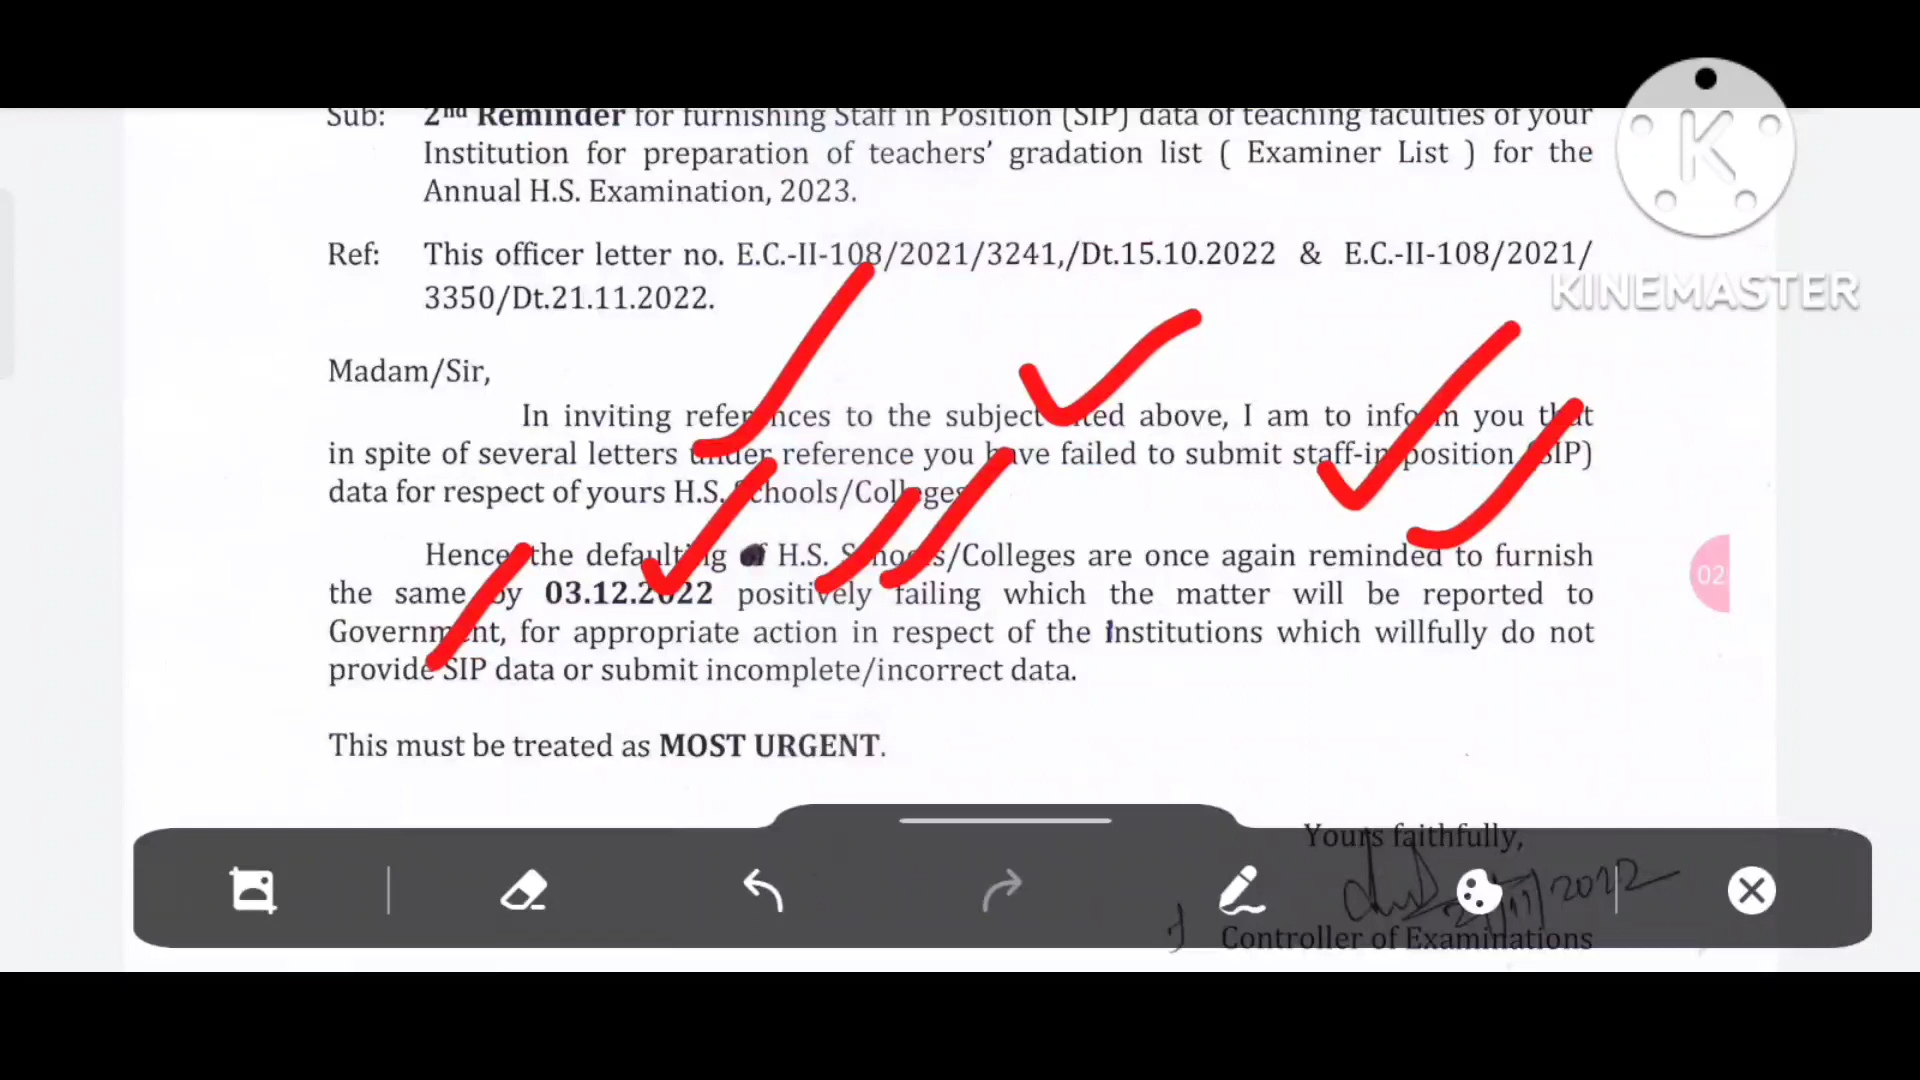 Sub: 2nd Reminder for furnishing Staff in Position (SIP) data of teaching faculties of your
Institution for preparation of teachers' gradation list ( Examiner List ) for the
Annual H.S. Examination, 2023.
Ref: This officer letter no. E.C.-II-108/2021/3241,/Dt.15.10.2022 & E.C.-II-108/2021/
3350/Dt.21.11.2022.
KINEMASTER
Madam/Sir,
In inviting references to the subject cited above, I am to inform you that
in spite of several letters under reference you have failed to submit staff-in-position (SIP)
data for respect of yours H.S. Schools/Colleges
Hence the defaulting of H.S. Schools/Colleges are once again reminded to furnish
the same by 03.12.2022 positively failing which the matter will be reported to
Government, for appropriate action in respect of the Institutions which willfully do not
provide SIP data or submit incomplete/incorrect data.
02
This must be treated as MOST URGENT.
Yours faithfully,
Controller of Examinations